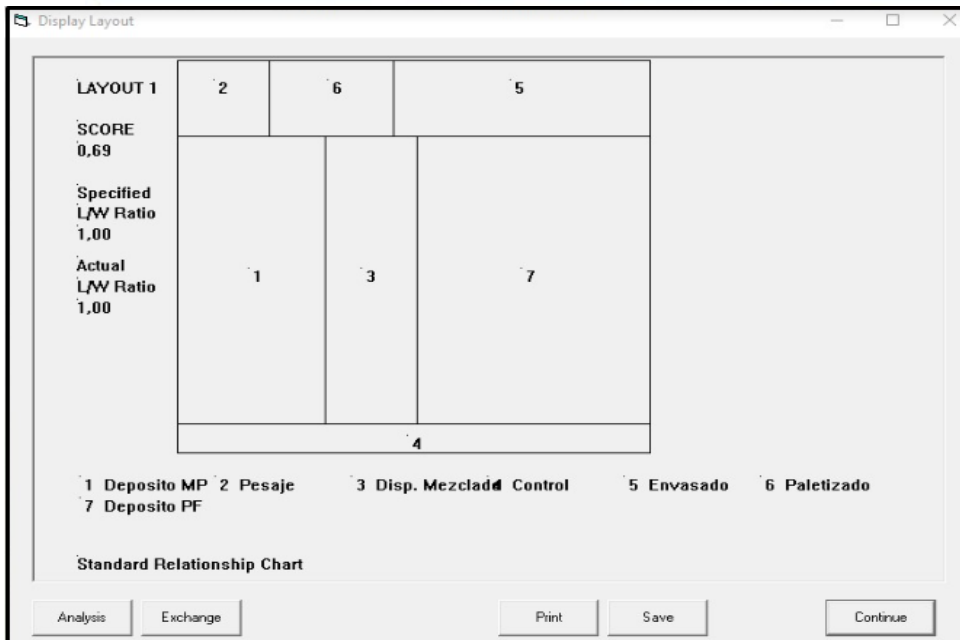 Display Layout
LAYOUT 1
2 6 5
SCORE
0,69
Specified
L/W Ratio
1,00
Actual
L/W Ratio
1,00
1 3 7
4
1 Deposito MP 2 Pesaje 3 Disp. Mezclado 4 Control 5 Envasado 6 Paletizado
7 Deposito PF
Standard Relationship Chart
Analysis Exchange Print Save Continue